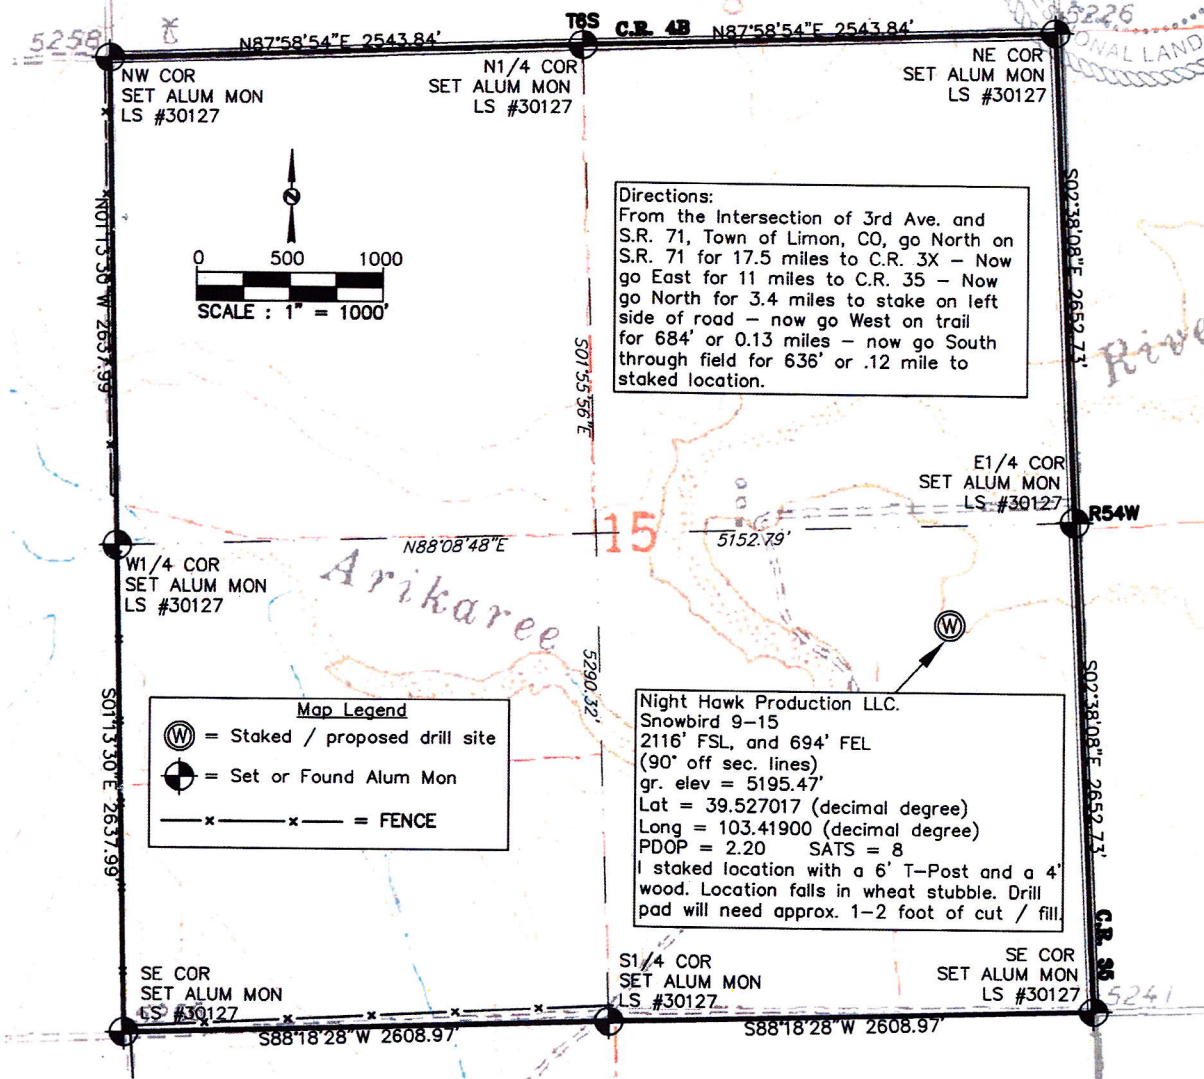 T6S
C.R. 4B
5258
5226
ONAL LAND
N87°58'54"E 2543.84'
N87°58'54"E 2543.84'
NW COR
SET ALUM MON
LS #30127
N1/4 COR
SET ALUM MON
LS #30127
NE COR
SET ALUM MON
LS #30127
N
0 500 1000
SCALE : 1" = 1000'
N01°13'30"W 2637.99'
S01°55'56"E
S02°38'08"E 2652.73'
Directions:
From the Intersection of 3rd Ave. and
S.R. 71, Town of Limon, CO, go North on
S.R. 71 for 17.5 miles to C.R. 3X – Now
go East for 11 miles to C.R. 35 – Now
go North for 3.4 miles to stake on left
side of road – now go West on trail
for 684' or 0.13 miles – now go South
through field for 636' or .12 mile to
staked location.
Rive
E1/4 COR
SET ALUM MON
LS #30127
R54W
15
N88°08'48"E
5152.79'
W1/4 COR
SET ALUM MON
LS #30127
Arikaree
W
5290.32'
S01°13'30"E 2637.99'
S02°38'08"E 2652.73'
Map Legend
W = Staked / proposed drill site
= Set or Found Alum Mon
x x = FENCE
Night Hawk Production LLC.
Snowbird 9–15
2116' FSL, and 694' FEL
(90° off sec. lines)
gr. elev = 5195.47'
Lat = 39.527017 (decimal degree)
Long = 103.41900 (decimal degree)
PDOP = 2.20 SATS = 8
I staked location with a 6' T–Post and a 4'
wood. Location falls in wheat stubble. Drill
pad will need approx. 1–2 foot of cut / fill.
C.R. 35
SE COR
SET ALUM MON
LS #30127
S1/4 COR
SET ALUM MON
LS #30127
SE COR
SET ALUM MON
LS #30127
5241
S88°18'28"W 2608.97'
S88°18'28"W 2608.97'